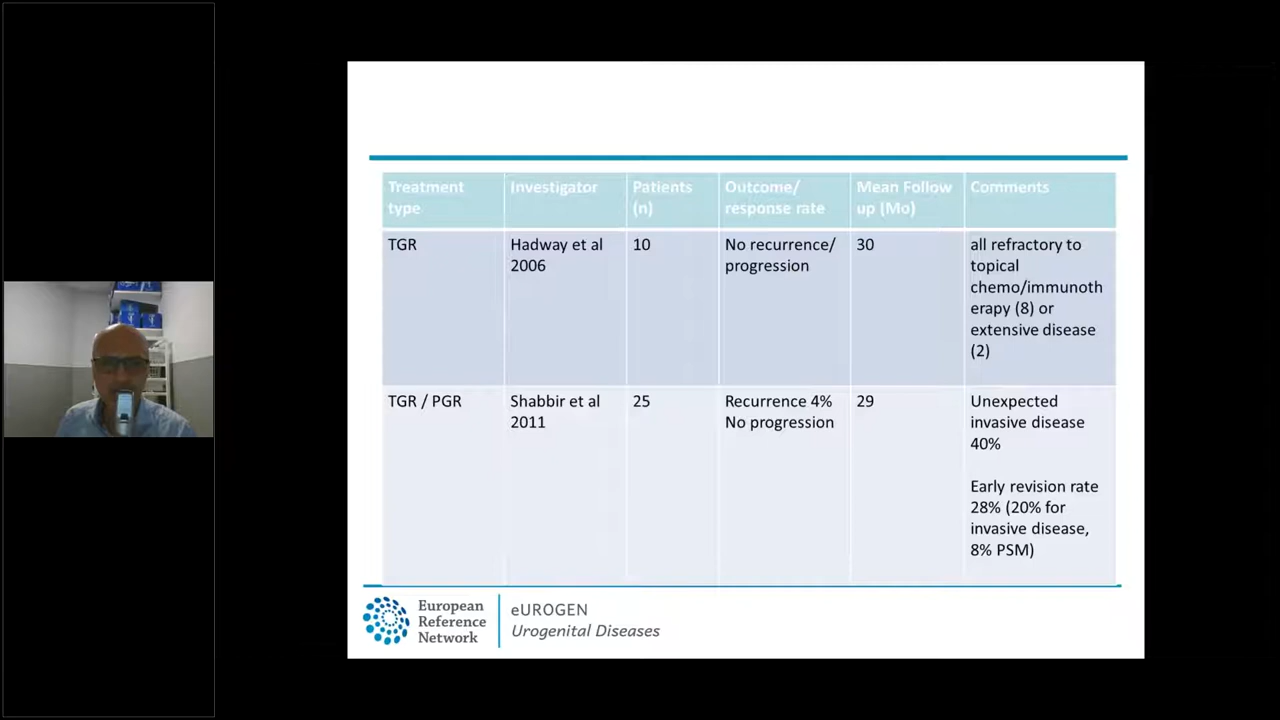 Treatment type
Investigator
Patients (n)
Outcome/ response rate
Mean Follow up (Mo)
Comments
TGR
Hadway et al
2006
10
No recurrence/
progression
30
all refractory to
topical
chemo/immunoth
erapy (8) or
extensive disease
(2)
TGR / PGR
Shabbir et al
2011
25
Recurrence 4%
No progression
29
Unexpected
invasive disease
40%
Early revision rate
28% (20% for
invasive disease,
8% PSM)
European
Reference
Network
eUROGEN
Urogenital Diseases